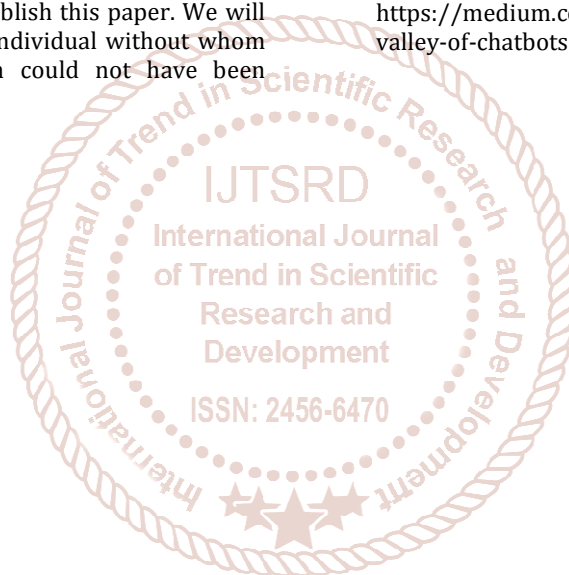 blish this paper. We will
ndividual without whom
could not have been
https://medium.c
valley-of-chatbots
International Journal of Trend in Scientific Research and Development
IJTSRD
International Journal
of Trend in Scientific
Research and
Development
ISSN: 2456-6470